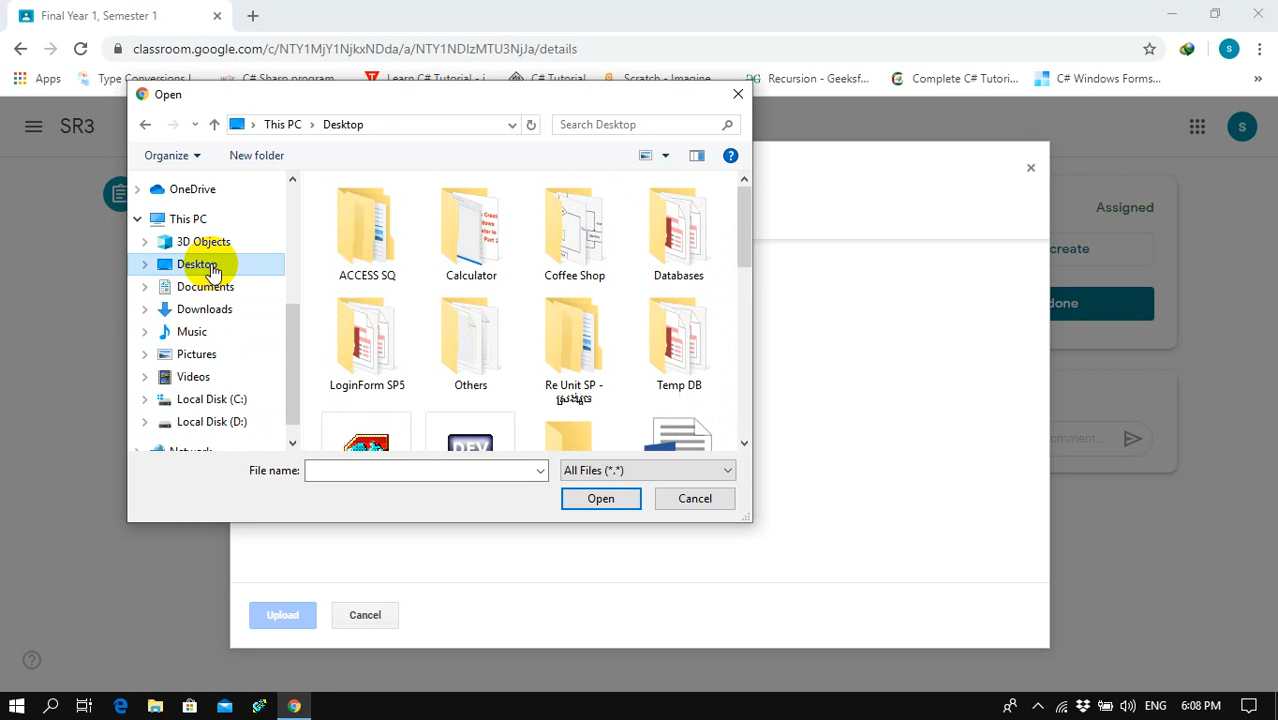 Final Year 1, Semester 1
classroom.google.com/c/NTY1MjY1NjkxNDda/a/NTY1NDIzMTU3NjJa/details
Apps
Type Conversions
C# Sharp program
Learn C# Tutorial - j
C# Tutorial
Scratch - Imagine
Recursion - Geeksf...
Complete C# Tutori...
C# Windows Forms...
SR3
Open
This PC > Desktop
Search Desktop
Organize
New folder
OneDrive
This PC
3D Objects
Desktop
Documents
Downloads
Music
Pictures
Videos
Local Disk (C:)
Local Disk (D:)
ACCESS SQ
Calculator
Coffee Shop
Databases
LoginForm SP5
Others
Re Unit SP -
Temp DB
DEV
File name:
All Files (*.*)
Open
Cancel
Assigned
create
done
omment...
Upload
Cancel
ENG
6:08 PM